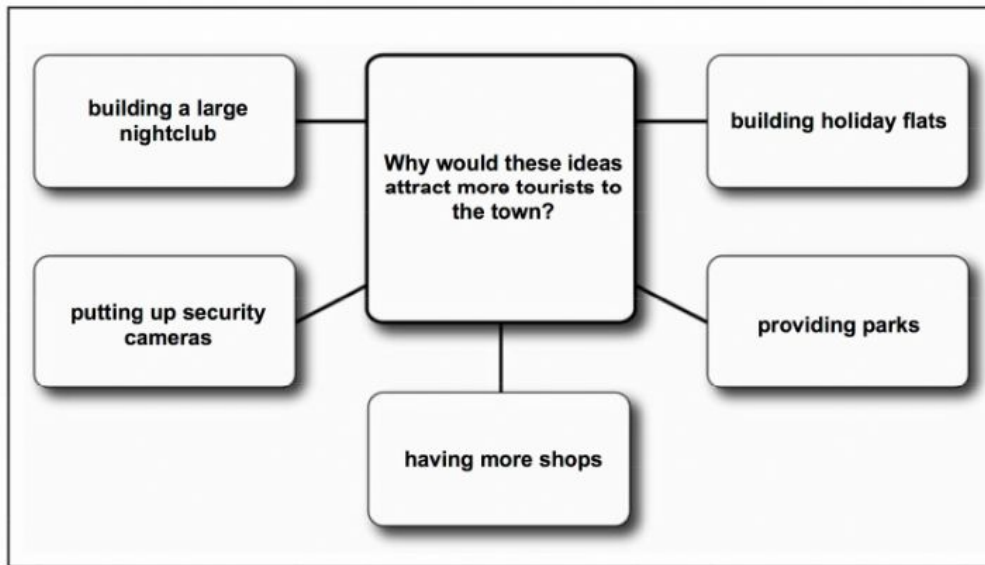 building a large
nightclub
Why would these ideas
attract more tourists to
the town?
building holiday flats
putting up security
cameras
providing parks
having more shops